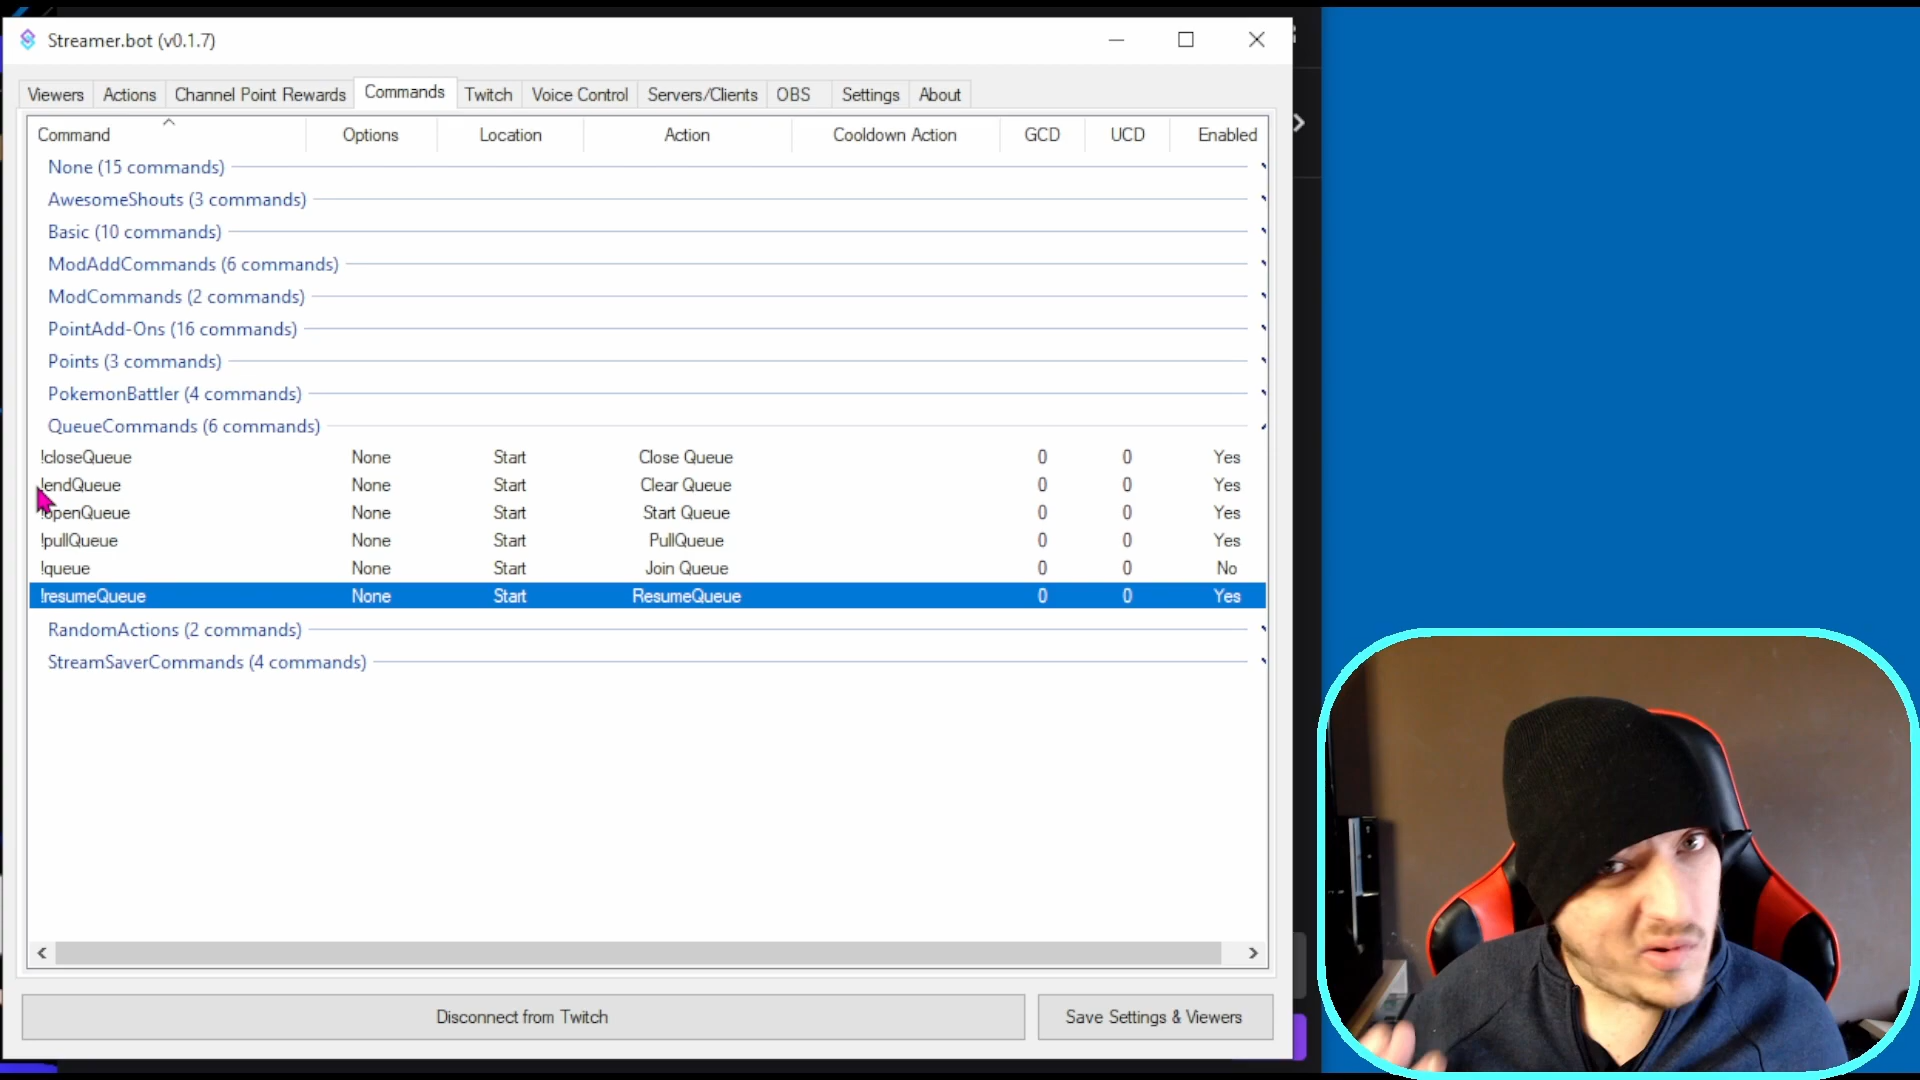 Streamer.bot (v0.1.7)
Viewers Actions Channel Point Rewards Commands Twitch Voice Control Servers/Clients OBS Settings About
Command Options Location Action Cooldown Action GCD UCD Enabled
None (15 commands)
AwesomeShouts (3 commands)
Basic (10 commands)
ModAddCommands (6 commands)
ModCommands (2 commands)
PointAdd-Ons (16 commands)
Points (3 commands)
PokemonBattler (4 commands)
QueueCommands (6 commands)
!closeQueue None Start Close Queue 0 0 Yes
!endQueue None Start Clear Queue 0 0 Yes
!openQueue None Start Start Queue 0 0 Yes
!pullQueue None Start PullQueue 0 0 Yes
!queue None Start Join Queue 0 0 No
!resumeQueue None Start ResumeQueue 0 0 Yes
RandomActions (2 commands)
StreamSaverCommands (4 commands)
Disconnect from Twitch Save Settings & Viewers